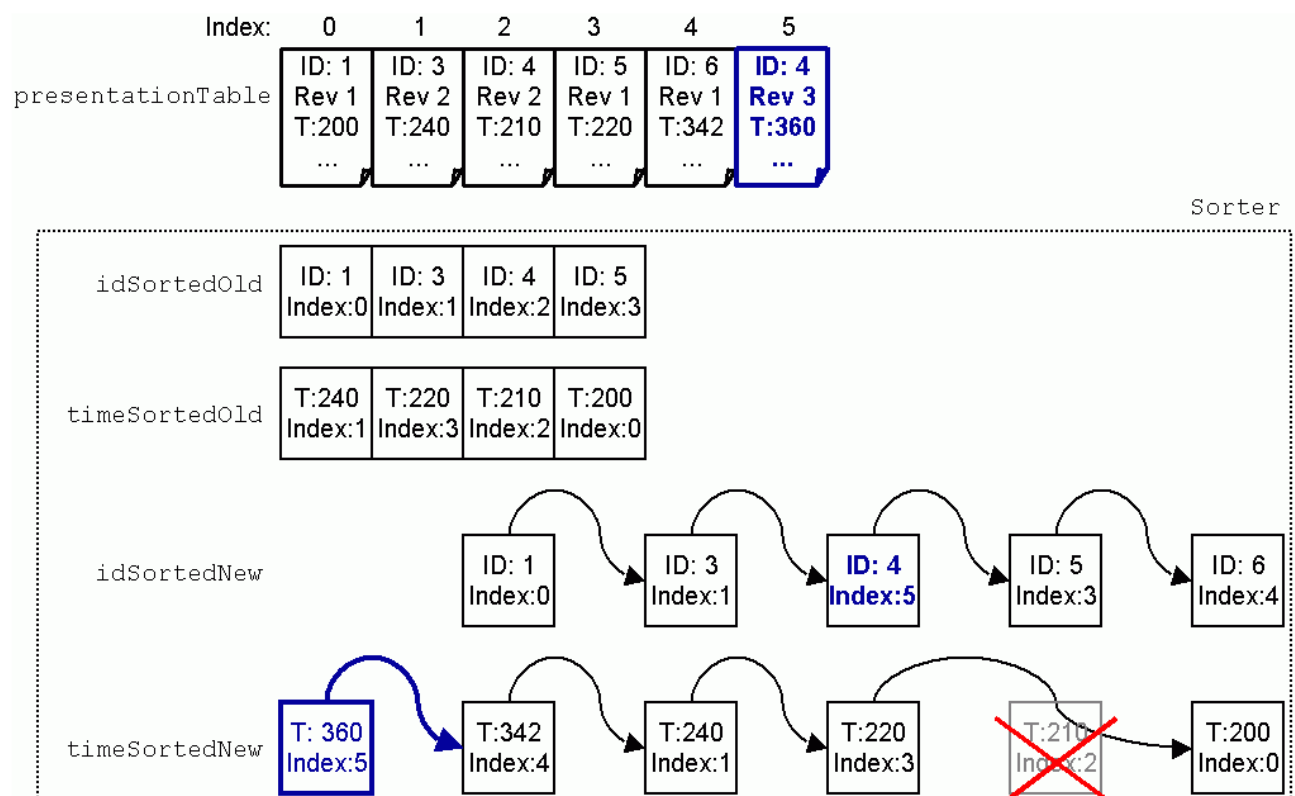 Index: 0 1 2 3 4 5
presentationTable
ID: 1 ID: 3 ID: 4 ID: 5 ID: 6 ID: 4
Rev 1 Rev 2 Rev 2 Rev 1 Rev 1 Rev 3
T:200 T:240 T:210 T:220 T:342 T:360
... ... ... ... ... ...
Sorter
idSortedOld
ID: 1 ID: 3 ID: 4 ID: 5
Index:0 Index:1 Index:2 Index:3
timeSortedOld
T:240 T:220 T:210 T:200
Index:1 Index:3 Index:2 Index:0
idSortedNew
ID: 1 ID: 3 ID: 4 ID: 5 ID: 6
Index:0 Index:1 Index:5 Index:3 Index:4
timeSortedNew
T: 360 T:342 T:240 T:220 T:210 T:200
Index:5 Index:4 Index:1 Index:3 Index:2 Index:0